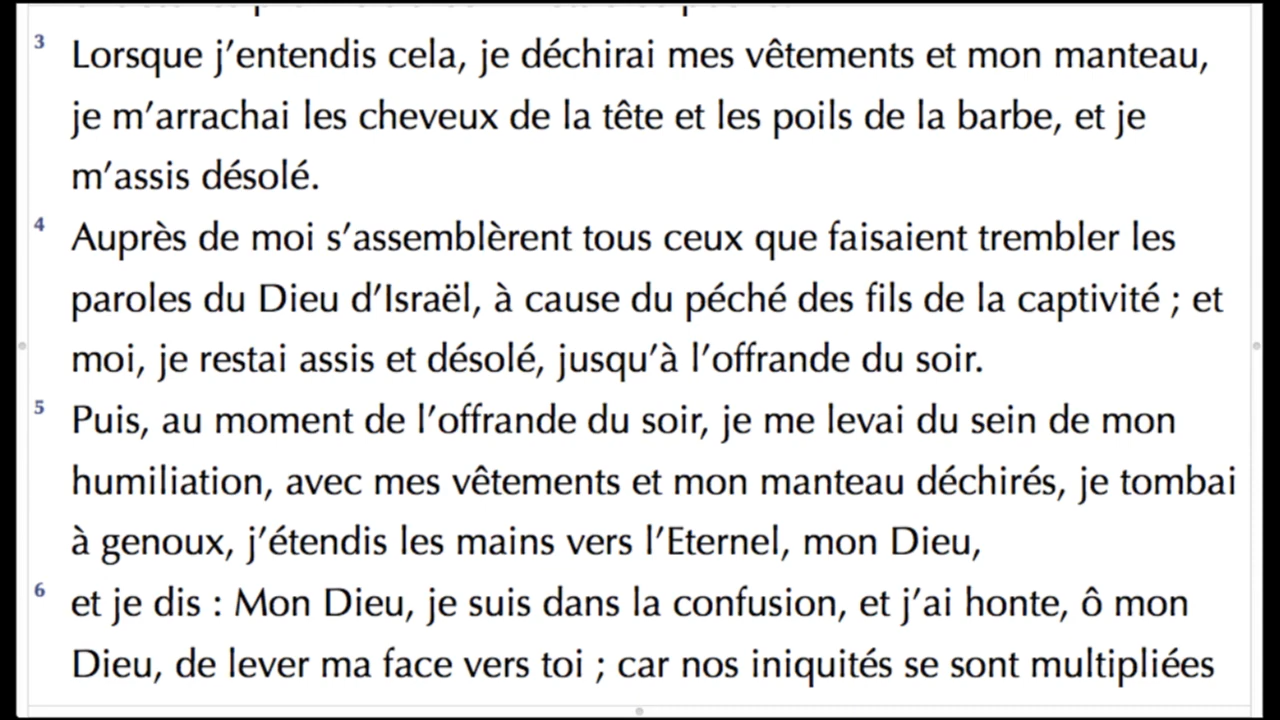 3 Lorsque j’entendis cela, je déchirai mes vêtements et mon manteau,
je m’arrachai les cheveux de la tête et les poils de la barbe, et je
m’assis désolé.
4 Auprès de moi s’assemblèrent tous ceux que faisaient trembler les
paroles du Dieu d’Israël, à cause du péché des fils de la captivité ; et
moi, je restai assis et désolé, jusqu’à l’offrande du soir.
5 Puis, au moment de l’offrande du soir, je me levai du sein de mon
humiliation, avec mes vêtements et mon manteau déchirés, je tombai
à genoux, j’étendis les mains vers l’Eternel, mon Dieu,
6 et je dis : Mon Dieu, je suis dans la confusion, et j’ai honte, ô mon
Dieu, de lever ma face vers toi ; car nos iniquités se sont multipliées